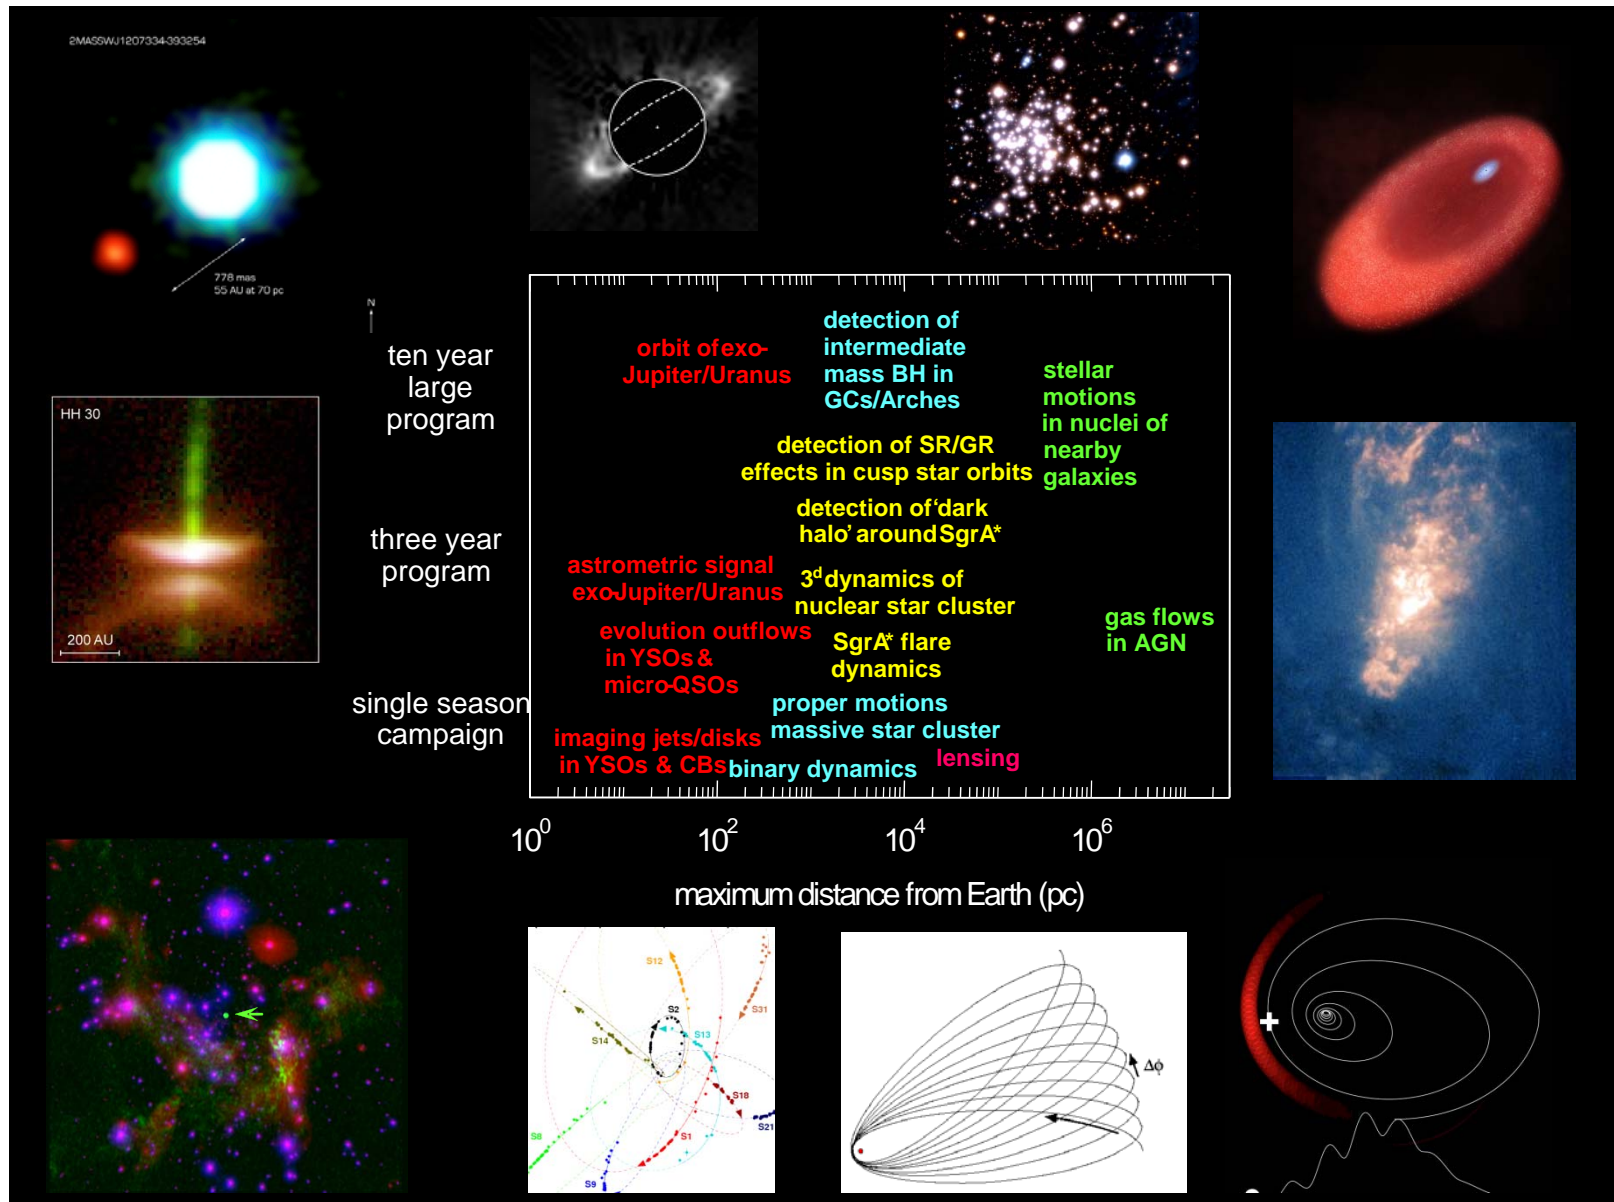 2MASSWJ1207334-393254
778 mas
55 AU at 70 pc
N
HH 30
200 AU
ten year
large
program
three year
program
single season
campaign
orbit of exo-
Jupiter/Uranus
detection of
intermediate
mass BH in
GCs/Arches
stellar
motions
in nuclei of
nearby
galaxies
detection of SR/GR
effects in cusp star orbits
detection of ‘dark
halo’ around SgrA*
astrometric signal
exo-Jupiter/Uranus
3d dynamics of
nuclear star cluster
gas flows
in AGN
evolution outflows
in YSOs &
micro-QSOs
SgrA* flare
dynamics
proper motions
massive star cluster
imaging jets/disks
in YSOs & CBs
binary dynamics
lensing
10^0 10^2 10^4 10^6
maximum distance from Earth (pc)
S12
S2
S31
S14
S13
S18
S21
S8
S1
S9
Δϕ